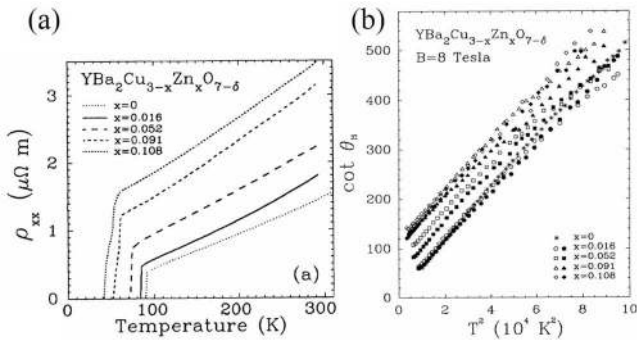 (a)
YBa₂Cu₃₋ₓZnₓO₇₋δ
x=0
x=0.016
x=0.052
x=0.091
x=0.108
3
2
1
0
ρxx (μΩ m)
(a)
0 100 200 300
Temperature (K)
(b)
YBa₂Cu₃₋ₓZnₓO₇₋δ
B=8 Tesla
500
400
300
200
100
0
cot θH
x=0
x=0.016
x=0.052
x=0.091
x=0.108
0 2 4 6 8 10
T² (10⁴ K²)